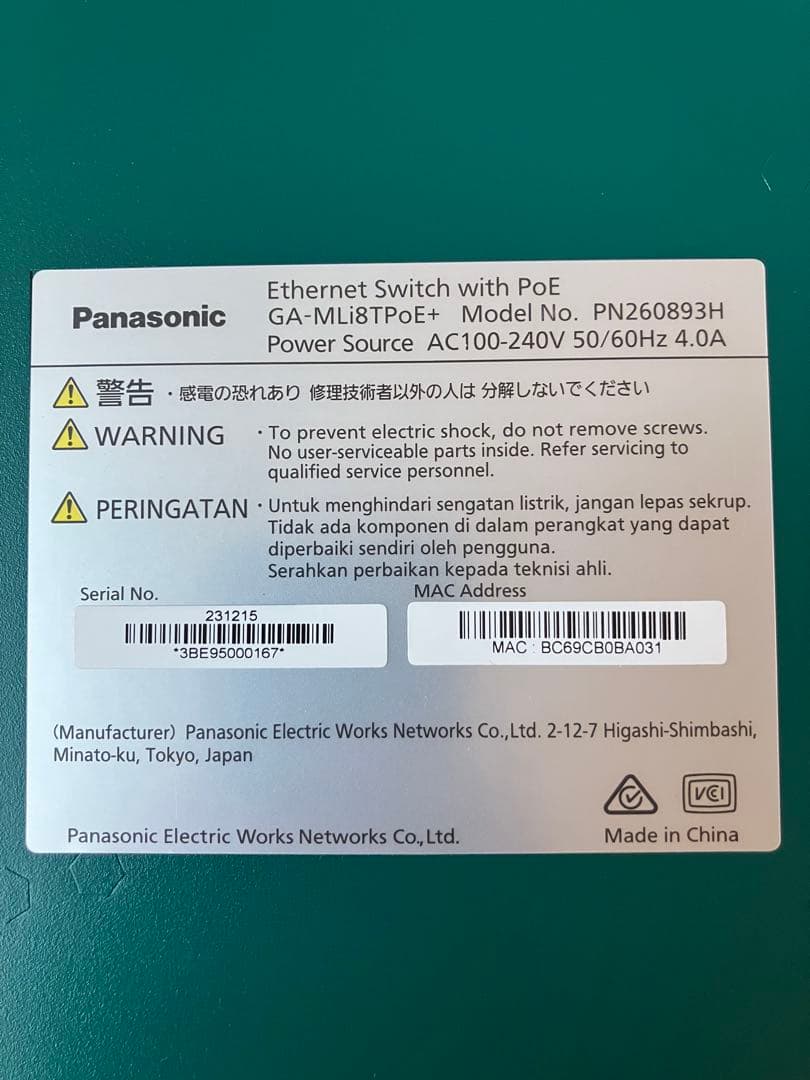 Panasonic
Ethernet Switch with PoE
GA-MLi8TPoE+ Model No. PN260893H
Power Source AC100-240V 50/60Hz 4.0A
警告 ・感電の恐れあり 修理技術者以外の人は 分解しないでください
WARNING ・To prevent electric shock, do not remove screws.
No user-serviceable parts inside. Refer servicing to
qualified service personnel.
PERINGATAN ・Untuk menghindari sengatan listrik, jangan lepas sekrup.
Tidak ada komponen di dalam perangkat yang dapat
diperbaiki sendiri oleh pengguna.
Serahkan perbaikan kepada teknisi ahli.
Serial No.
231215
*3BE95000167*
MAC Address
MAC : BC69CB0BA031
(Manufacturer) Panasonic Electric Works Networks Co.,Ltd. 2-12-7 Higashi-Shimbashi,
Minato-ku, Tokyo, Japan
VCI
Panasonic Electric Works Networks Co.,Ltd.
Made in China